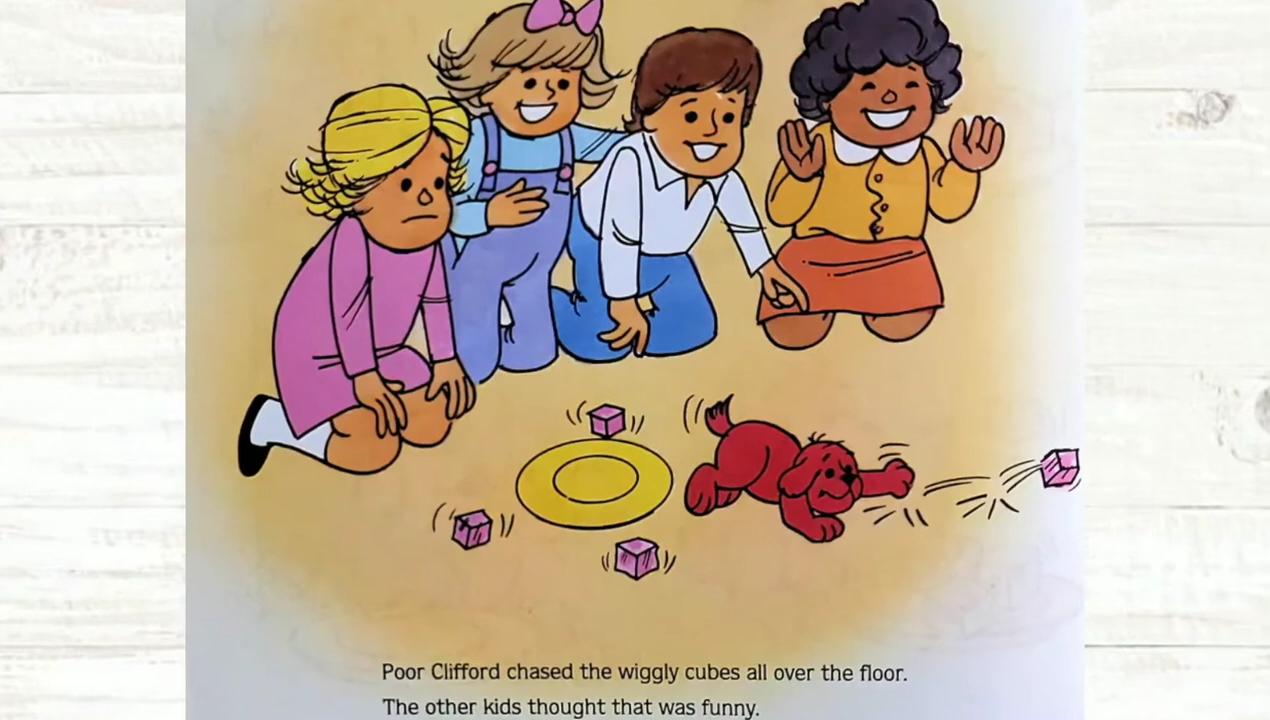 Poor Clifford chased the wiggly cubes all over the floor.
The other kids thought that was funny.